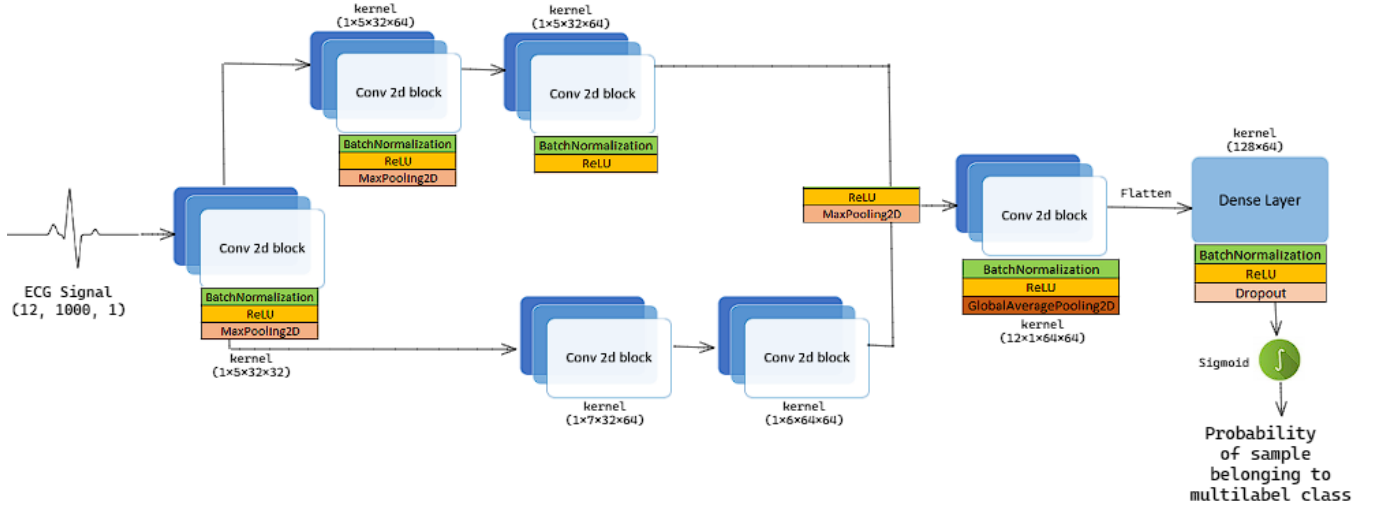 kernel
(1×5×32×64)
Conv 2d block
BatchNormalization
ReLU
MaxPooling2D
kernel
(1×5×32×64)
Conv 2d block
BatchNormalization
ReLU
ECG Signal
(12, 1000, 1)
Conv 2d block
BatchNormalization
ReLU
MaxPooling2D
kernel
(1×5×32×32)
Conv 2d block
kernel
(1×7×32×64)
Conv 2d block
kernel
(1×6×64×64)
ReLU
MaxPooling2D
Conv 2d block
BatchNormalization
ReLU
GlobalAveragePooling2D
kernel
(12×1×64×64)
Flatten
kernel
(128×64)
Dense Layer
BatchNormalization
ReLU
Dropout
Sigmoid
∫
Probability
of sample
belonging to
multilabel class